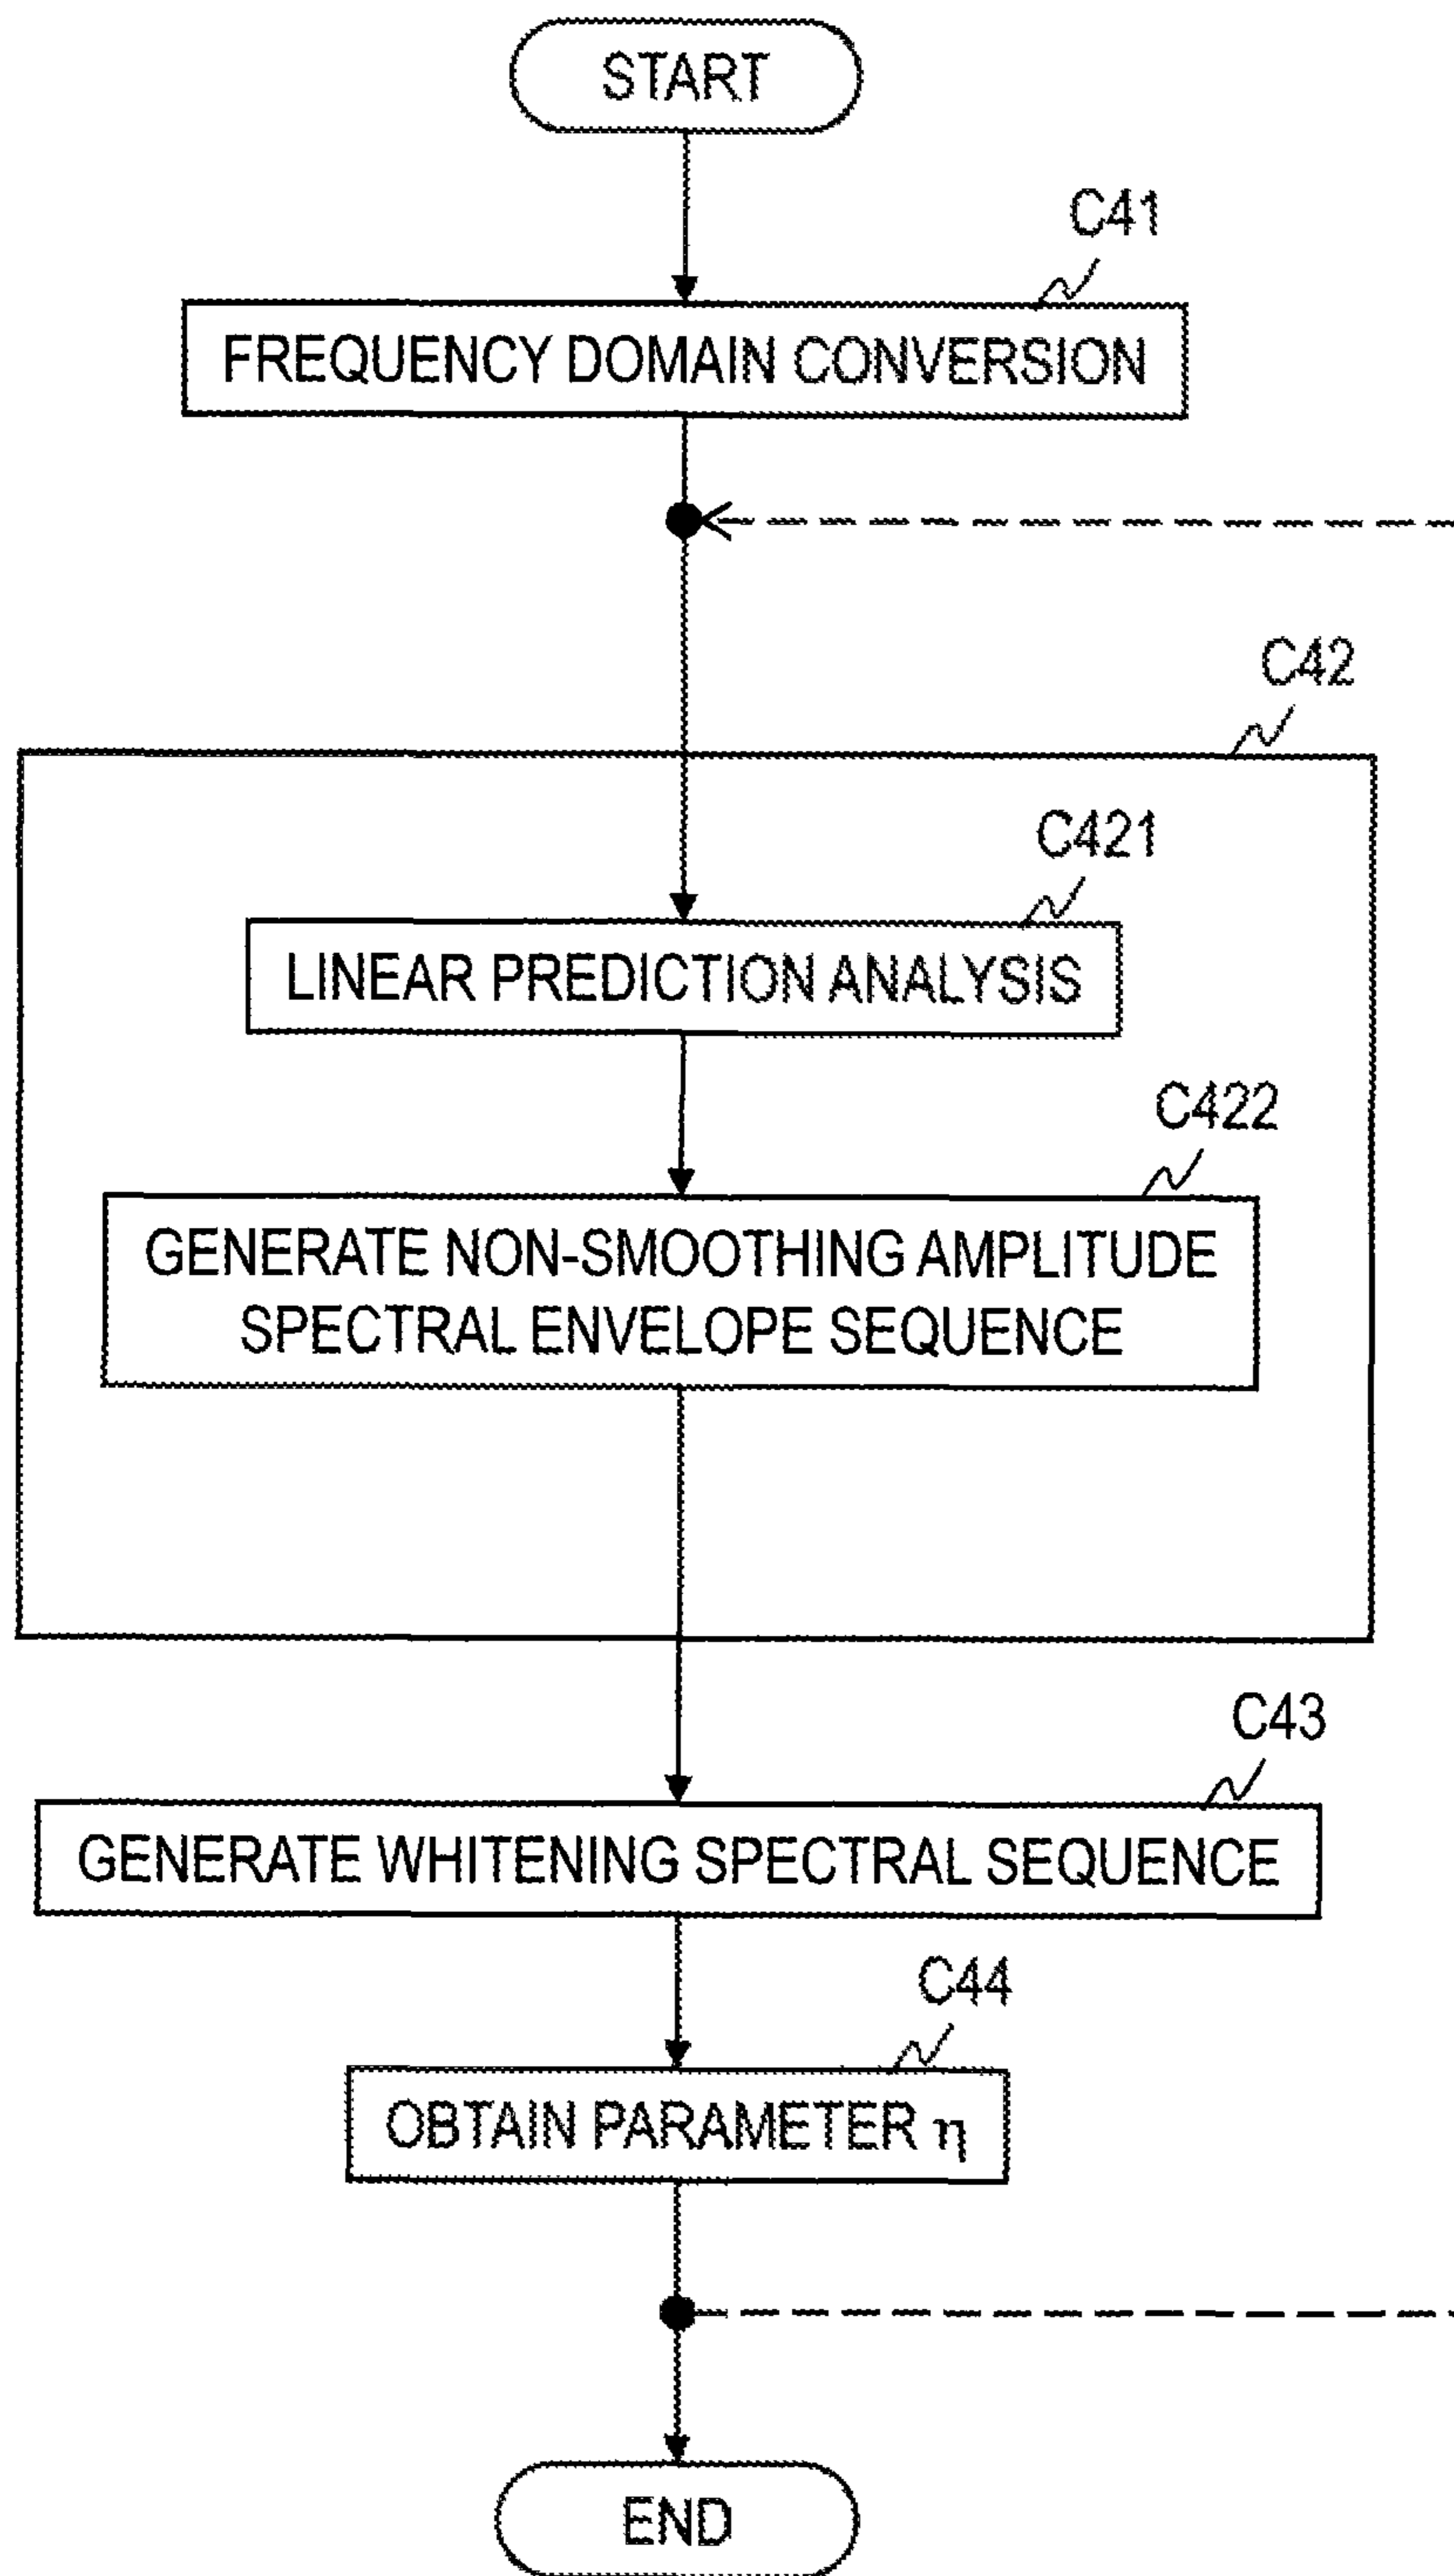 START
C41
FREQUENCY DOMAIN CONVERSION
C42
C421
LINEAR PREDICTION ANALYSIS
C422
GENERATE NON-SMOOTHING AMPLITUDE
SPECTRAL ENVELOPE SEQUENCE
C43
GENERATE WHITENING SPECTRAL SEQUENCE
C44
OBTAIN PARAMETER η
END